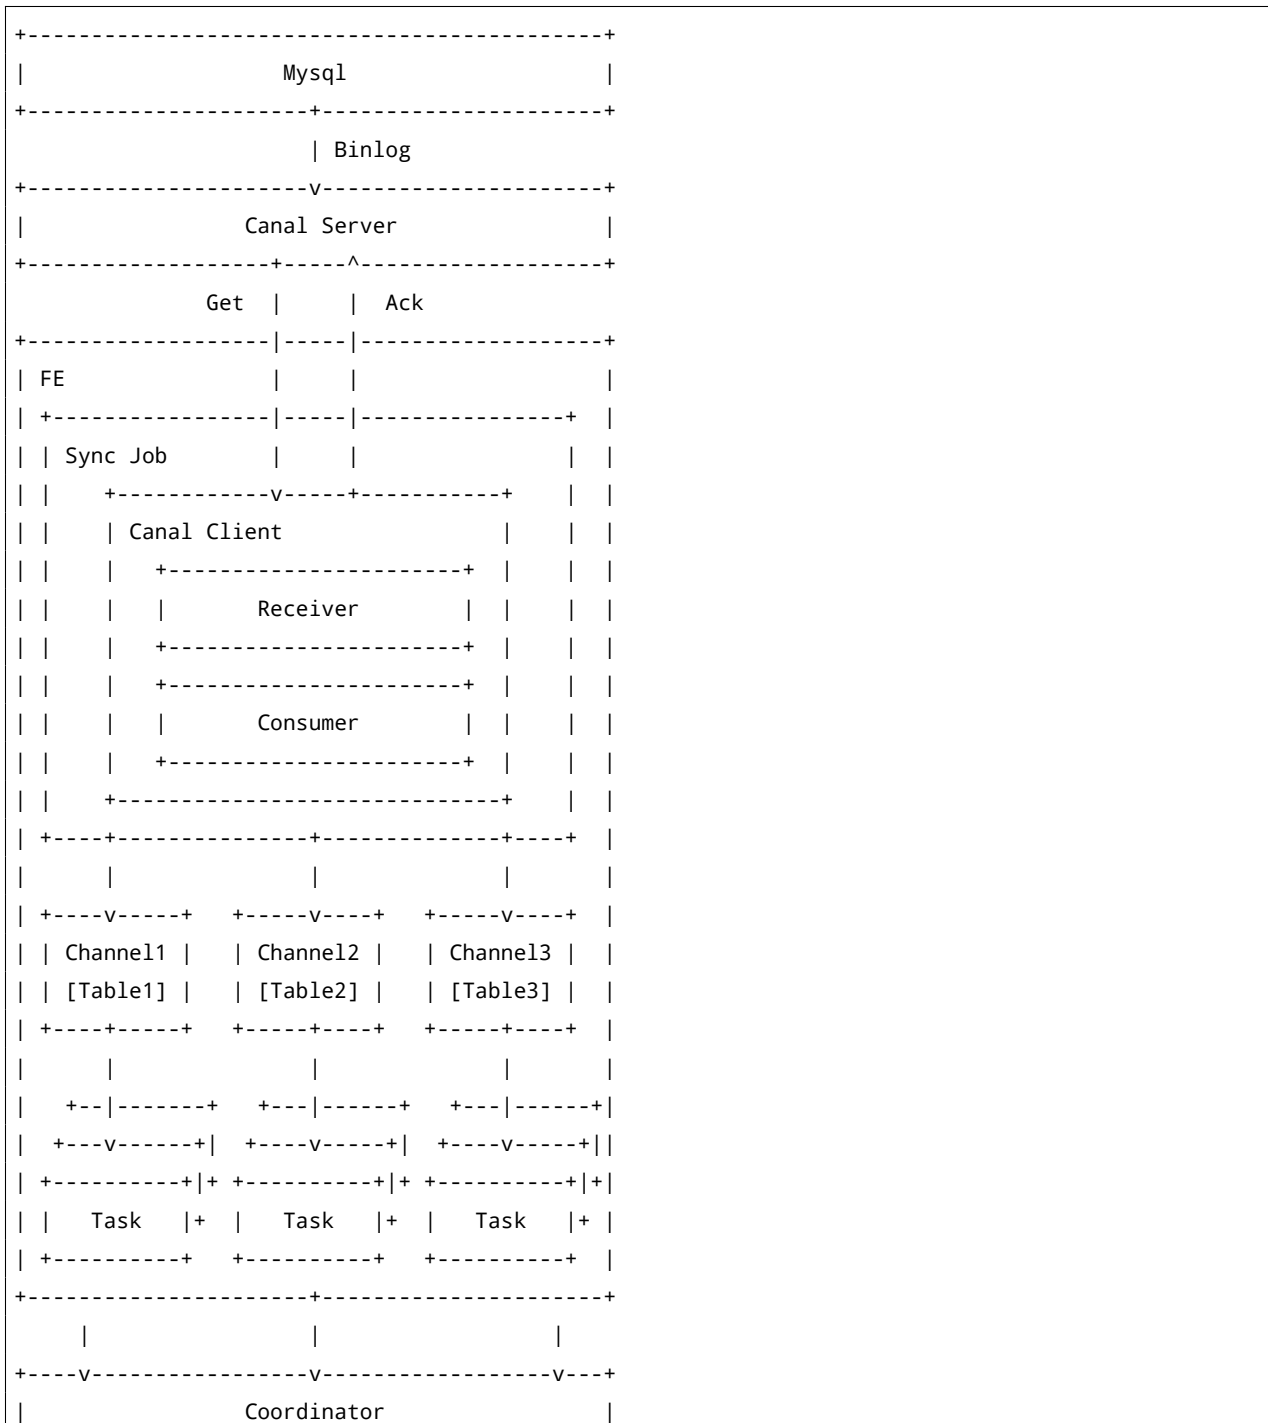 +---------------------------------------------+
|                    Mysql                    |
+----------------------+----------------------+
                       | Binlog
+----------------------v----------------------+
|                 Canal Server                |
+-------------------+-----^-------------------+
               Get  |     |  Ack
+-------------------|-----|-------------------+
| FE                |     |                   |
| +-----------------|-----|----------------+  |
| | Sync Job        |     |                |  |
| |    +------------v-----+-----------+    |  |
| |    | Canal Client                 |    |  |
| |    |   +-----------------------+  |    |  |
| |    |   |       Receiver        |  |    |  |
| |    |   +-----------------------+  |    |  |
| |    |   +-----------------------+  |    |  |
| |    |   |       Consumer        |  |    |  |
| |    |   +-----------------------+  |    |  |
| |    +------------------------------+    |  |
| +----+---------------+--------------+----+  |
|      |               |              |       |
| +----v-----+   +-----v----+   +-----v----+  |
| | Channel1 |   | Channel2 |   | Channel3 |  |
| | [Table1] |   | [Table2] |   | [Table3] |  |
| +----+-----+   +-----+----+   +-----+----+  |
|      |               |              |       |
|   +--|-------+   +---|------+   +---|------+|
|  +---v------+|  +----v-----+|  +----v-----+||
| +----------+|+ +----------+|+ +----------+|+|
| |   Task   |+  |   Task   |+  |   Task   |+ |
| +----------+   +----------+   +----------+  |
+----------------------+----------------------+
     |                 |                  |
+----v-----------------v------------------v---+
|                 Coordinator                 |